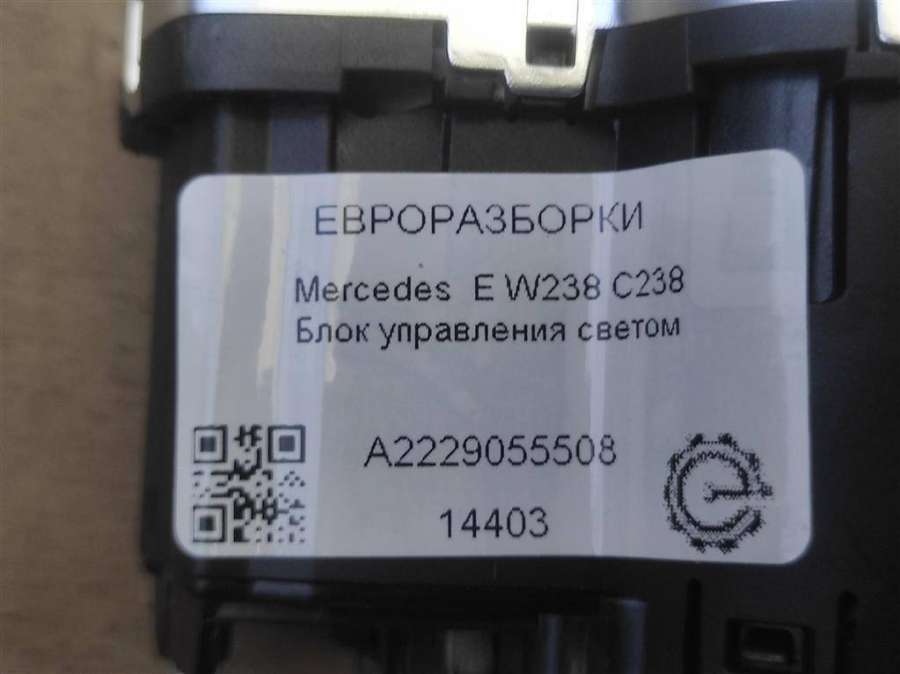 ЕВРОРАЗБОРКИ
Mercedes E W238 C238
Блок управления светом
A2229055508
14403